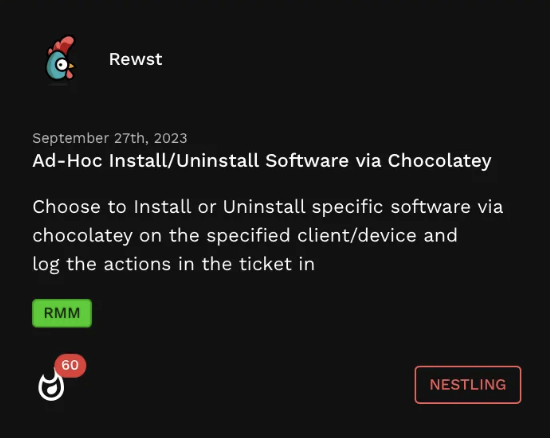 Rewst
September 27th, 2023
Ad-Hoc Install/Uninstall Software via Chocolatey
Choose to Install or Uninstall specific software via
chocolatey on the specified client/device and
log the actions in the ticket in
RMM
60
NESTLING